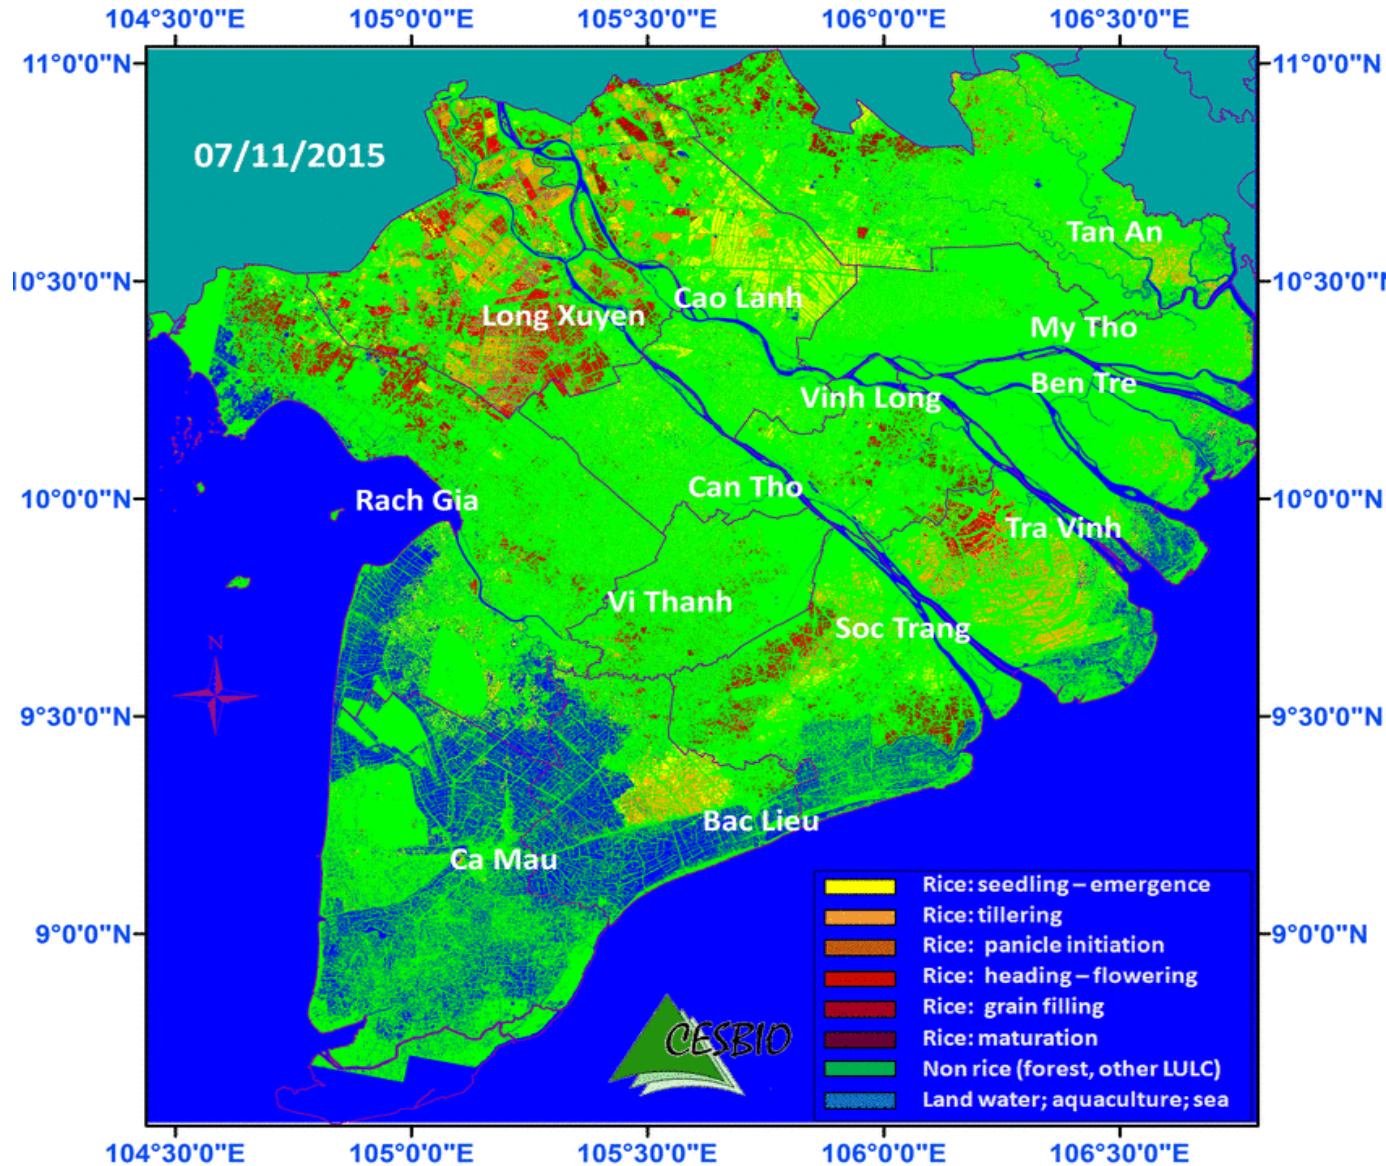 104°30'0"E 105°0'0"E 105°30'0"E 106°0'0"E 106°30'0"E
11°0'0"N 11°0'0"N
07/11/2015
Tan An
10°30'0"N 10°30'0"N
Cao Lanh
Long Xuyen
My Tho
Ben Tre
Vinh Long
Can Tho
10°0'0"N Rach Gia 10°0'0"N
Tra Vinh
Vi Thanh
Soc Trang
N
9°30'0"N 9°30'0"N
Bac Lieu
Ca Mau
Rice: seedling – emergence
Rice: tillering
9°0'0"N 9°0'0"N
Rice: panicle initiation
Rice: heading – flowering
Rice: grain filling
CESBIO
Rice: maturation
Non rice (forest, other LULC)
Land water; aquaculture; sea
104°30'0"E 105°0'0"E 105°30'0"E 106°0'0"E 106°30'0"E